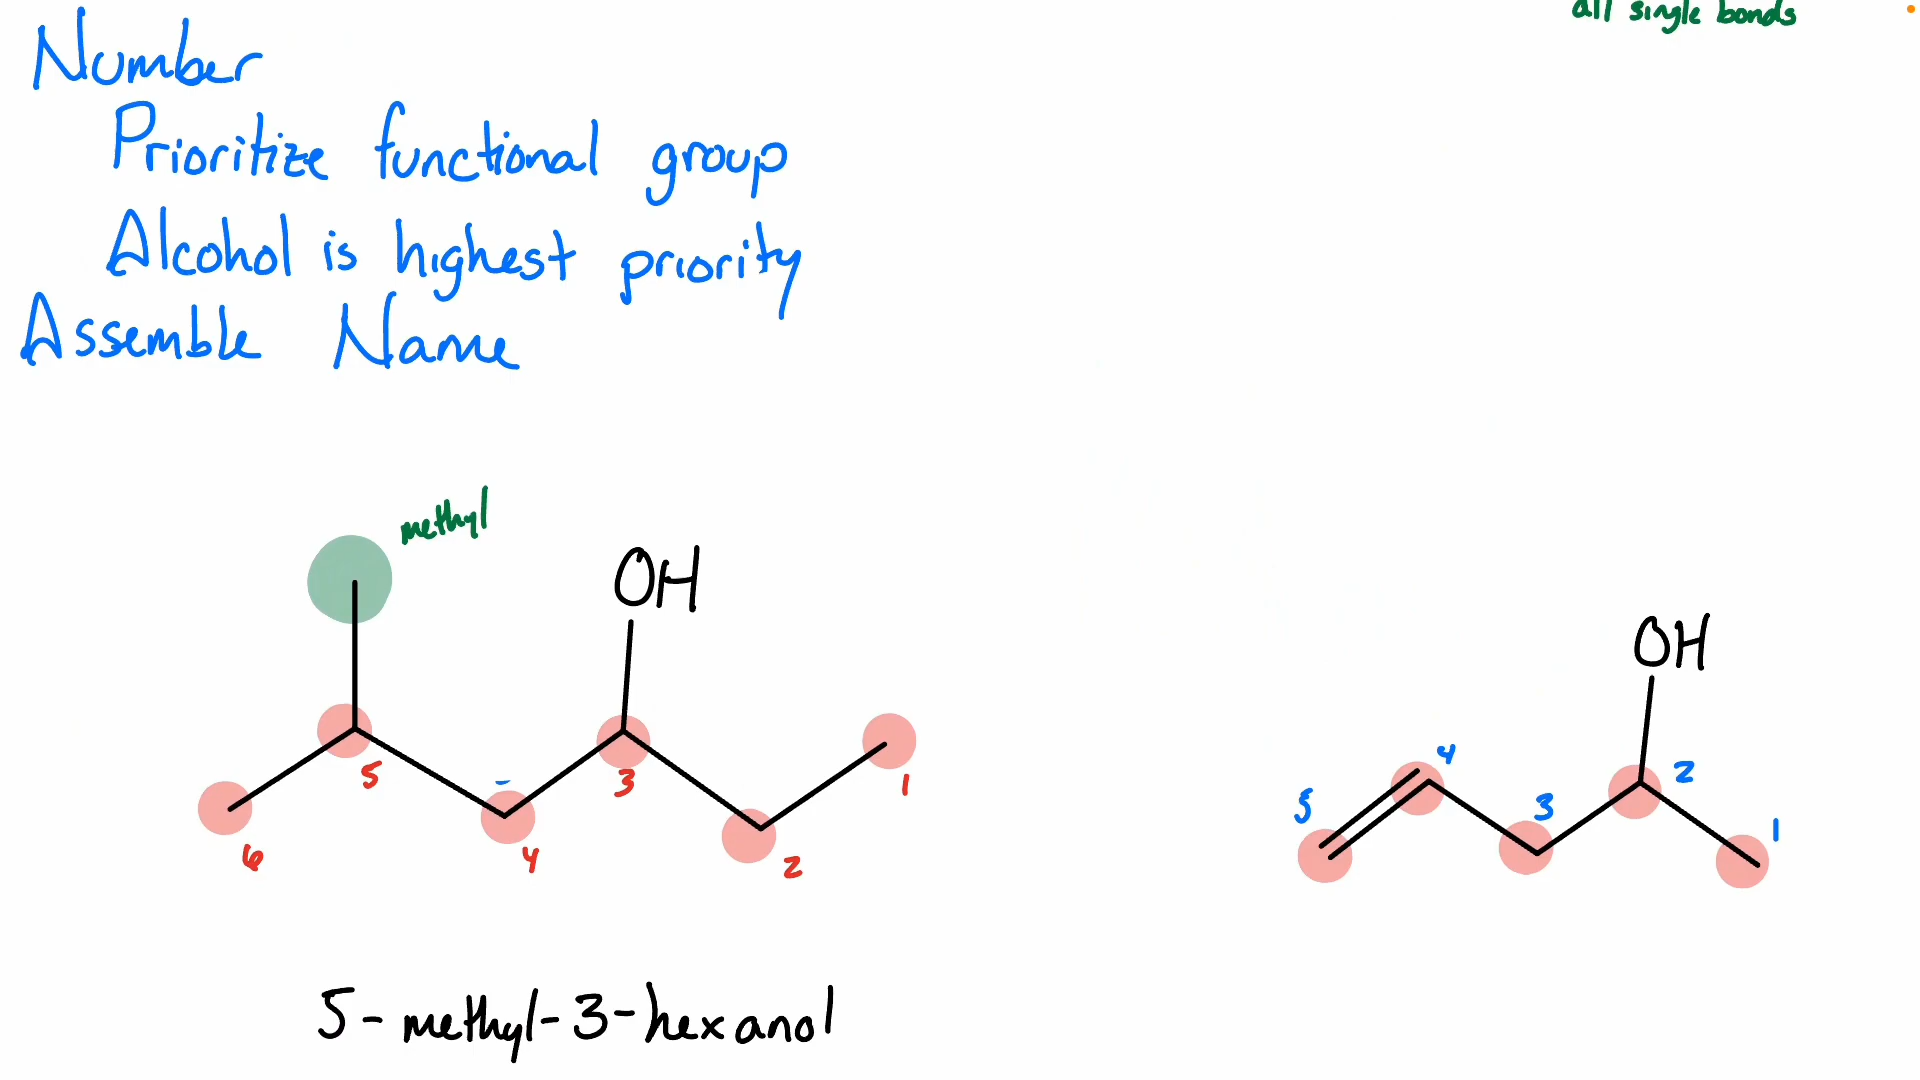 all single bonds
Number
Prioritize functional group
Alcohol is highest priority
Assemble Name
methyl
OH
OH
5
3
1
6
4
2
5
4
3
2
1
5-methyl-3-hexanol